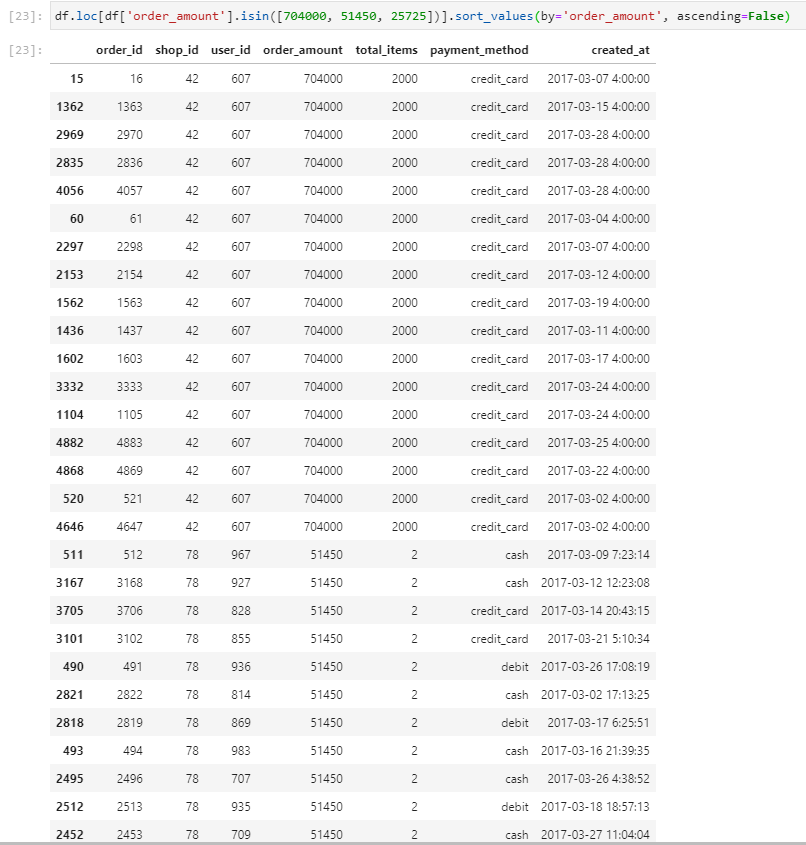 [23]: df.loc[df['order_amount'].isin([704000, 51450, 25725])].sort_values(by='order_amount', ascending=False)
[23]: order_id shop_id user_id order_amount total_items payment_method created_at
15 16 42 607 704000 2000 credit_card 2017-03-07 4:00:00
1362 1363 42 607 704000 2000 credit_card 2017-03-15 4:00:00
2969 2970 42 607 704000 2000 credit_card 2017-03-28 4:00:00
2835 2836 42 607 704000 2000 credit_card 2017-03-28 4:00:00
4056 4057 42 607 704000 2000 credit_card 2017-03-28 4:00:00
60 61 42 607 704000 2000 credit_card 2017-03-04 4:00:00
2297 2298 42 607 704000 2000 credit_card 2017-03-07 4:00:00
2153 2154 42 607 704000 2000 credit_card 2017-03-12 4:00:00
1562 1563 42 607 704000 2000 credit_card 2017-03-19 4:00:00
1436 1437 42 607 704000 2000 credit_card 2017-03-11 4:00:00
1602 1603 42 607 704000 2000 credit_card 2017-03-17 4:00:00
3332 3333 42 607 704000 2000 credit_card 2017-03-24 4:00:00
1104 1105 42 607 704000 2000 credit_card 2017-03-24 4:00:00
4882 4883 42 607 704000 2000 credit_card 2017-03-25 4:00:00
4868 4869 42 607 704000 2000 credit_card 2017-03-22 4:00:00
520 521 42 607 704000 2000 credit_card 2017-03-02 4:00:00
4646 4647 42 607 704000 2000 credit_card 2017-03-02 4:00:00
511 512 78 967 51450 2 cash 2017-03-09 7:23:14
3167 3168 78 927 51450 2 cash 2017-03-12 12:23:08
3705 3706 78 828 51450 2 credit_card 2017-03-14 20:43:15
3101 3102 78 855 51450 2 credit_card 2017-03-21 5:10:34
490 491 78 936 51450 2 debit 2017-03-26 17:08:19
2821 2822 78 814 51450 2 cash 2017-03-02 17:13:25
2818 2819 78 869 51450 2 debit 2017-03-17 6:25:51
493 494 78 983 51450 2 cash 2017-03-16 21:39:35
2495 2496 78 707 51450 2 cash 2017-03-26 4:38:52
2512 2513 78 935 51450 2 debit 2017-03-18 18:57:13
2452 2453 78 709 51450 2 cash 2017-03-27 11:04:04